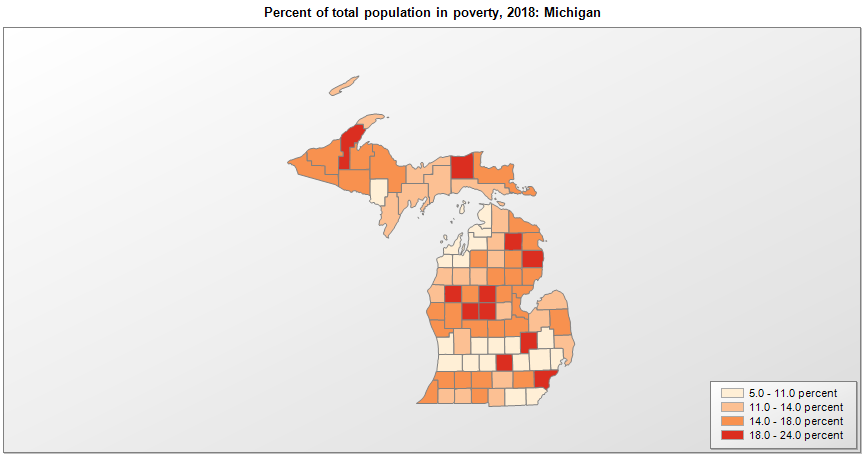 Percent of total population in poverty, 2018: Michigan
5.0 - 11.0 percent
11.0 - 14.0 percent
14.0 - 18.0 percent
18.0 - 24.0 percent